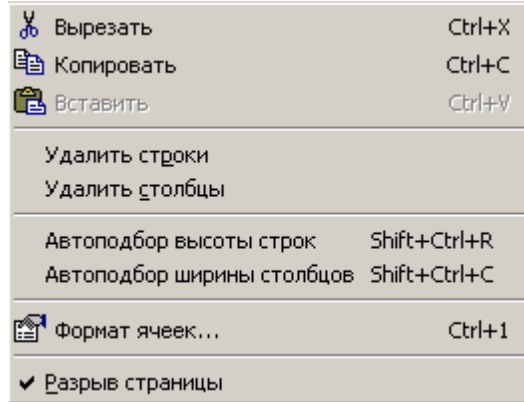 Вырезать Ctrl+X
Копировать Ctrl+C
Вставить Ctrl+V
Удалить строки
Удалить столбцы
Автоподбор высоты строк Shift+Ctrl+R
Автоподбор ширины столбцов Shift+Ctrl+C
Формат ячеек... Ctrl+1
Разрыв страницы